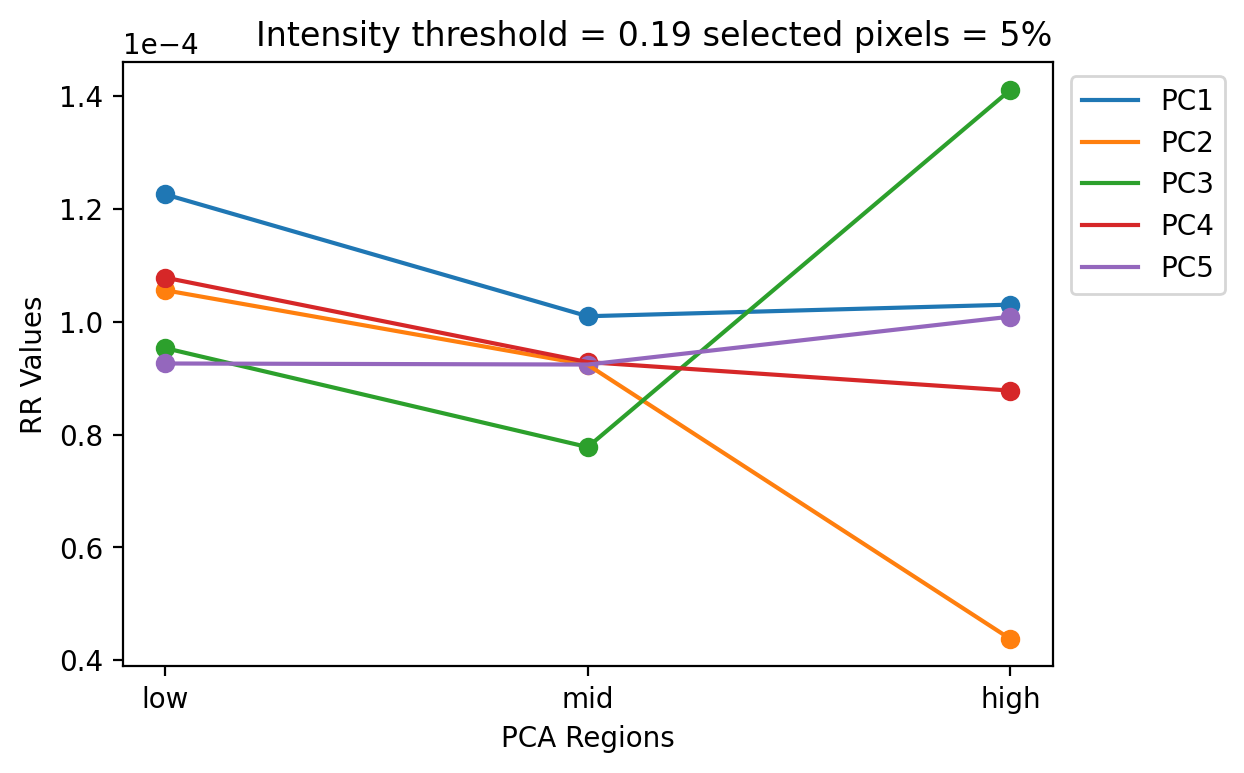 Intensity threshold = 0.19 selected pixels = 5%
1e−4
1.4
1.2
1.0
0.8
0.6
0.4
RR Values
low
mid
high
PCA Regions
PC1
PC2
PC3
PC4
PC5